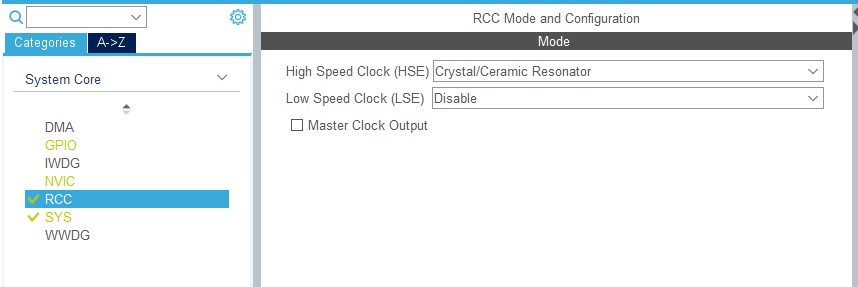 Categories A->Z
System Core
DMA
GPIO
IWDG
NVIC
RCC
SYS
WWDG
RCC Mode and Configuration
Mode
High Speed Clock (HSE) Crystal/Ceramic Resonator
Low Speed Clock (LSE) Disable
Master Clock Output